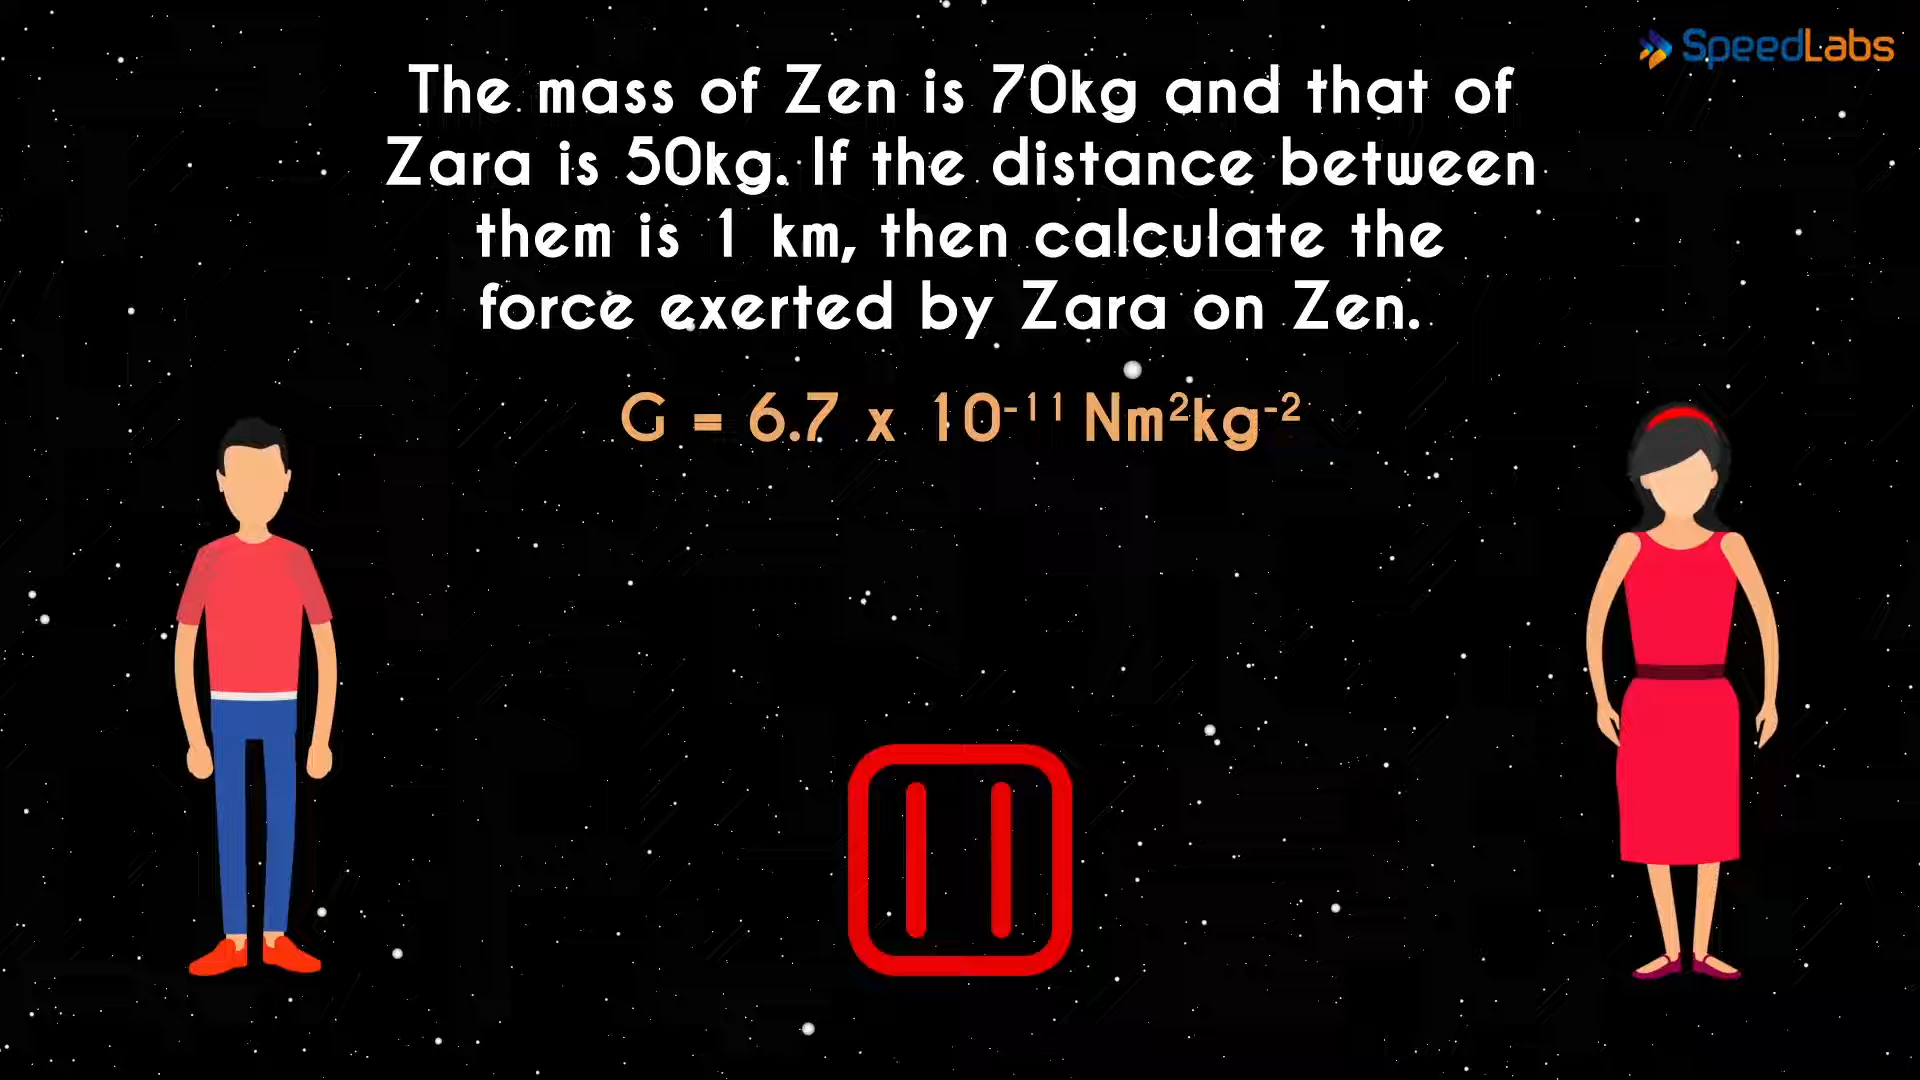 SpeedLabs
The mass of Zen is 70kg and that of
Zara is 50kg. If the distance between
them is 1 km, then calculate the
force exerted by Zara on Zen.
G = 6.7 x 10⁻¹¹ Nm²kg⁻²